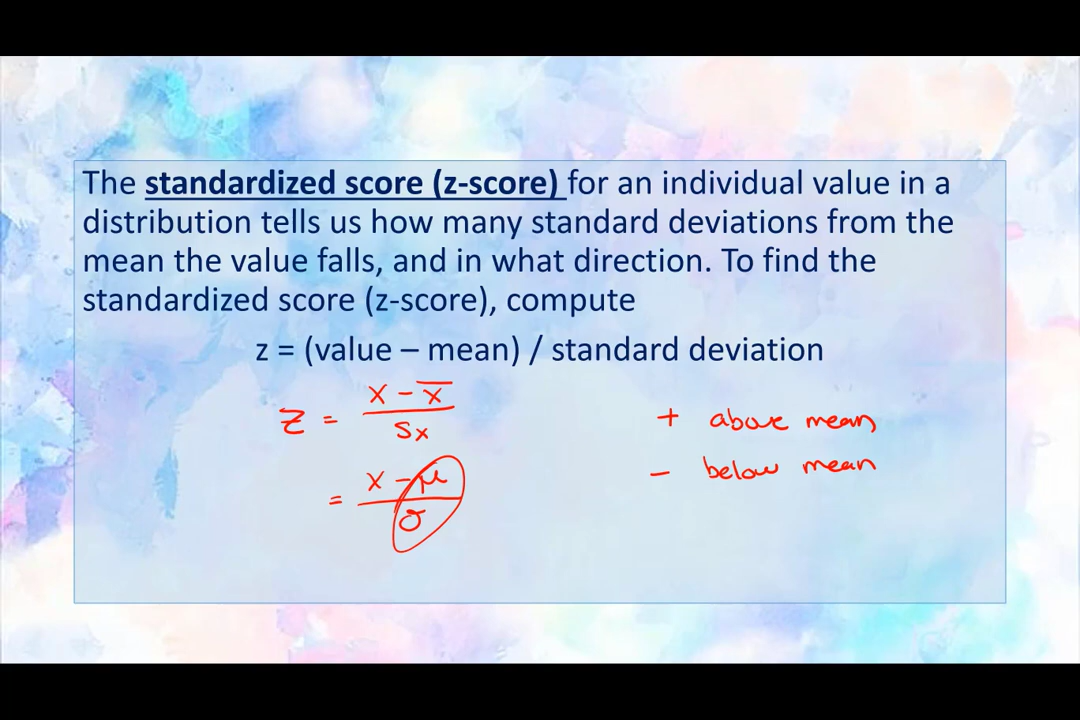 The standardized score (z-score) for an individual value in a
distribution tells us how many standard deviations from the
mean the value falls, and in what direction. To find the
standardized score (z-score), compute
z = (value – mean) / standard deviation
z = (x - x̅) / sx
= (x - μ) / σ
+ above mean
- below mean